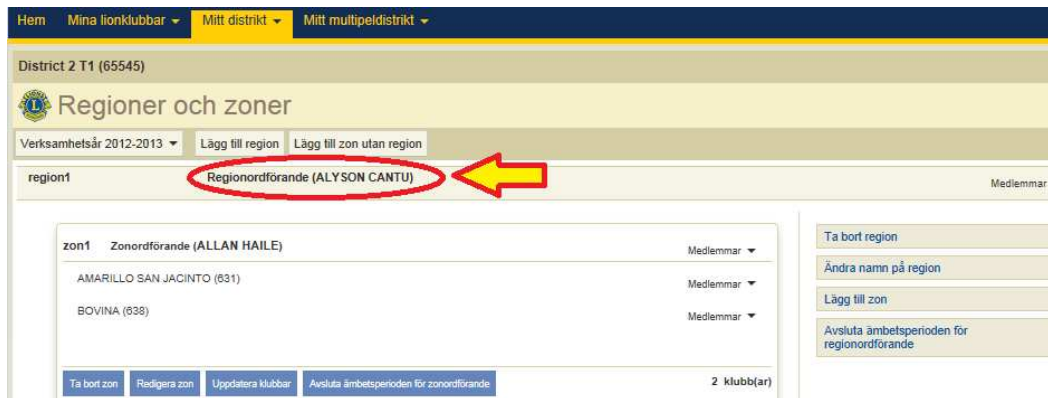 Hem Mina lionklubbar Mitt distrikt Mitt multipeldistrikt
District 2 T1 (65545)
Regioner och zoner
Verksamhetsår 2012-2013 Lägg till region Lägg till zon utan region
region1 Regionordförande (ALYSON CANTU)
Medlemmar
zon1 Zonordförande (ALLAN HAILE) Medlemmar
AMARILLO SAN JACINTO (631) Medlemmar
BOVINA (638) Medlemmar
Ta bort zon Redigera zon Uppdatera klubbar Avsluta ämbetsperioden för zonordförande 2 klubb(ar)
Ta bort region
Ändra namn på region
Lägg till zon
Avsluta ämbetsperioden för
regionordförande